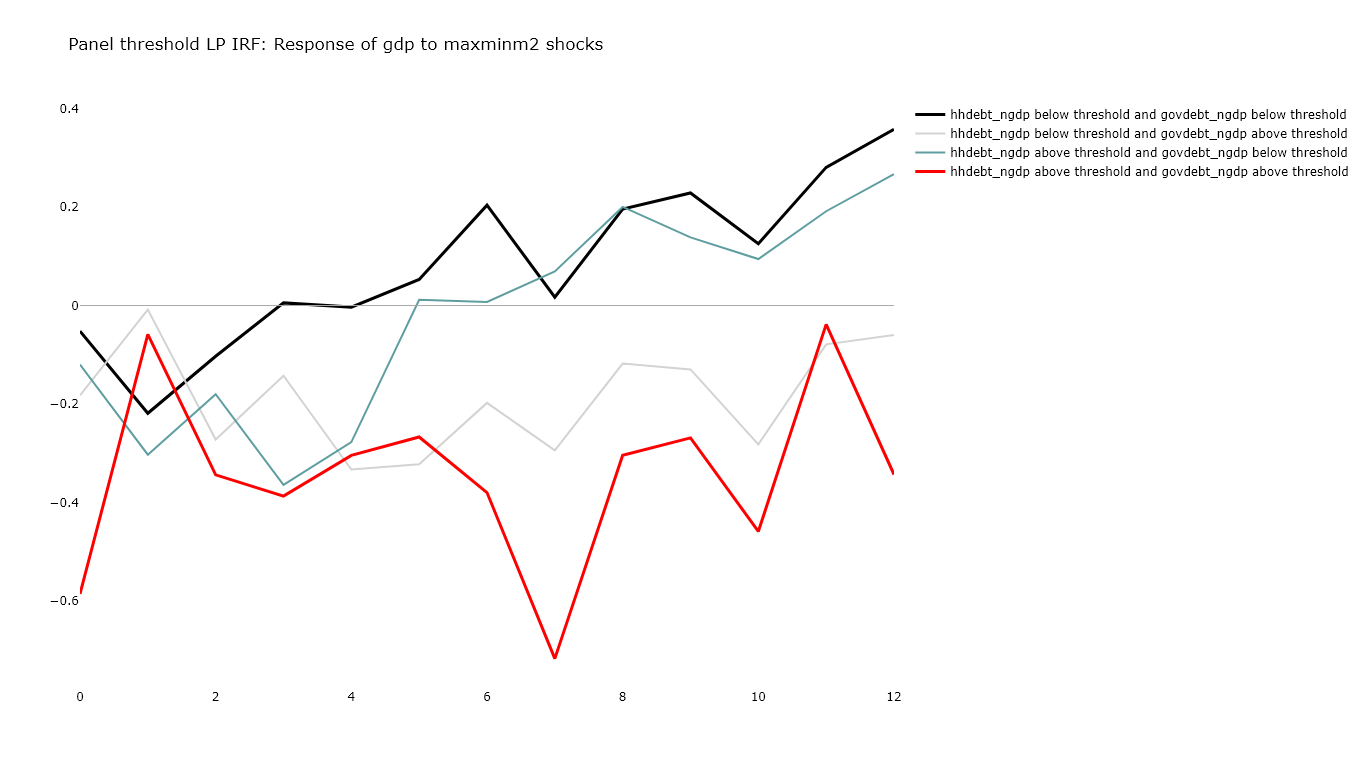 Panel threshold LP IRF: Response of gdp to maxminm2 shocks
0.4
0.2
0
−0.2
−0.4
−0.6
0 2 4 6 8 10 12
hhdebt_ngdp below threshold and govdebt_ngdp below threshold
hhdebt_ngdp below threshold and govdebt_ngdp above threshold
hhdebt_ngdp above threshold and govdebt_ngdp below threshold
hhdebt_ngdp above threshold and govdebt_ngdp above threshold